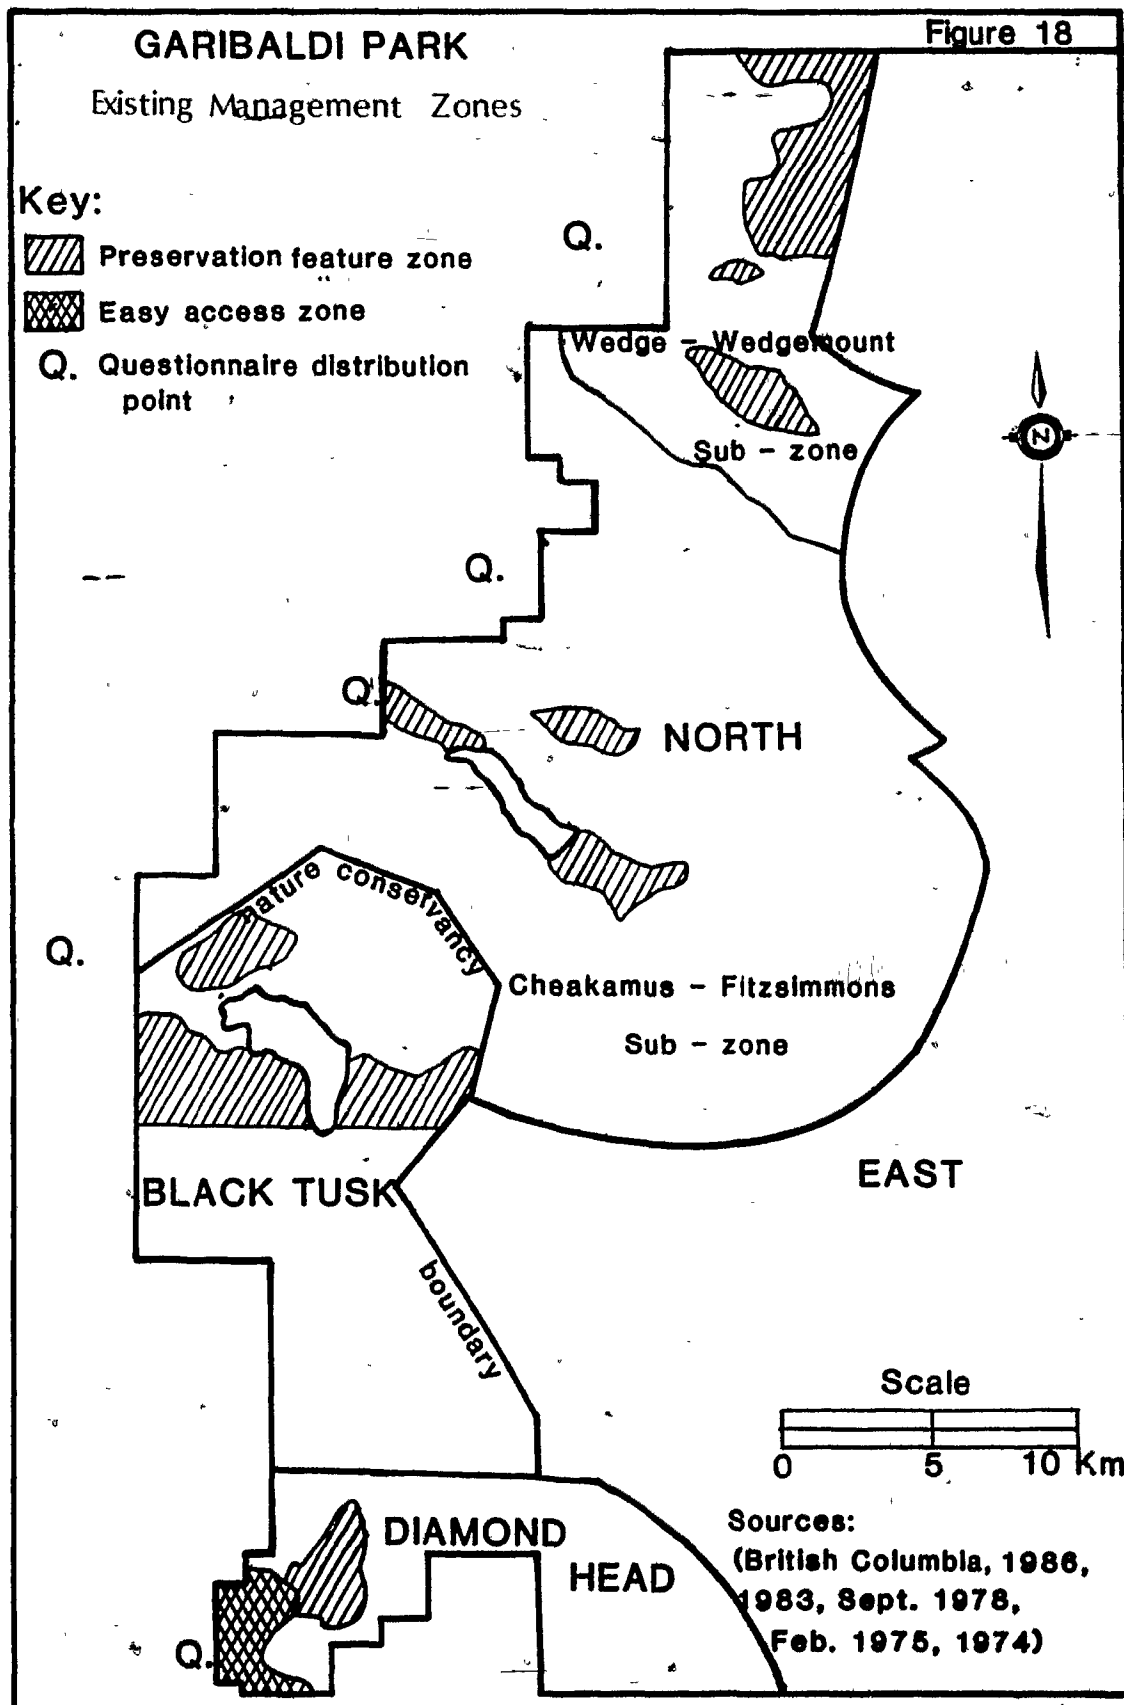 Figure 18
GARIBALDI PARK
Existing Management Zones
Key:
Preservation feature zone
Easy access zone
Q. Questionnaire distribution
point
Q.
Wedge - Wedgemount
Sub - zone
N
Q.
Q.
NORTH
nature conservancy
Q.
Cheakamus - Fitzsimmons
Sub - zone
EAST
BLACK TUSK
boundary
Scale
0 5 10 Km
DIAMOND
HEAD
Sources:
(British Columbia, 1986,
1983, Sept. 1978,
Feb. 1975, 1974)
Q.